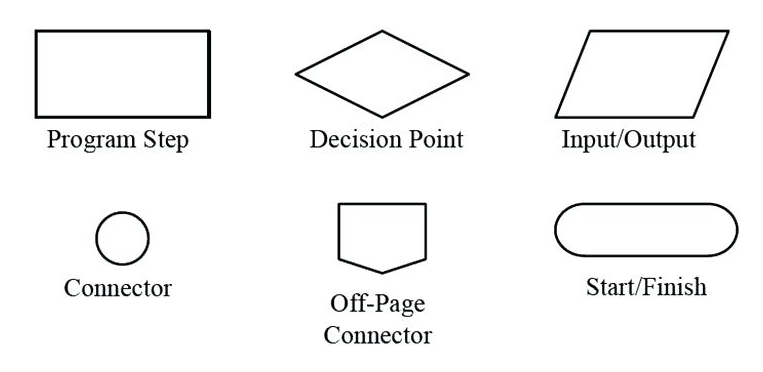 Program Step
Decision Point
Input/Output
Connector
Off-Page
Connector
Start/Finish